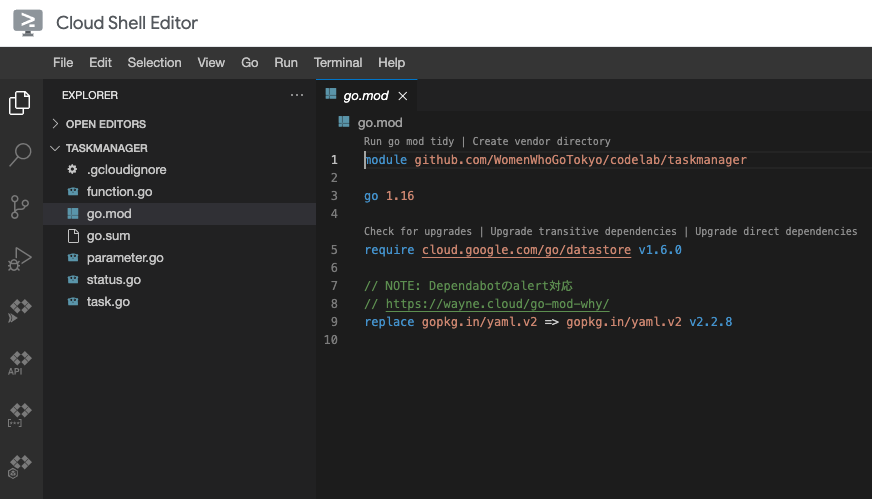 Cloud Shell Editor
File Edit Selection View Go Run Terminal Help
EXPLORER
OPEN EDITORS
TASKMANAGER
.gcloudignore
function.go
go.mod
go.sum
parameter.go
status.go
task.go
API
go.mod
go.mod
Run go mod tidy | Create vendor directory
1 module github.com/WomenWhoGoTokyo/codelab/taskmanager
2
3 go 1.16
4
Check for upgrades | Upgrade transitive dependencies | Upgrade direct dependencies
5 require cloud.google.com/go/datastore v1.6.0
6
7 // NOTE: Dependabotのalert対応
8 // https://wayne.cloud/go-mod-why/
9 replace gopkg.in/yaml.v2 => gopkg.in/yaml.v2 v2.2.8
10